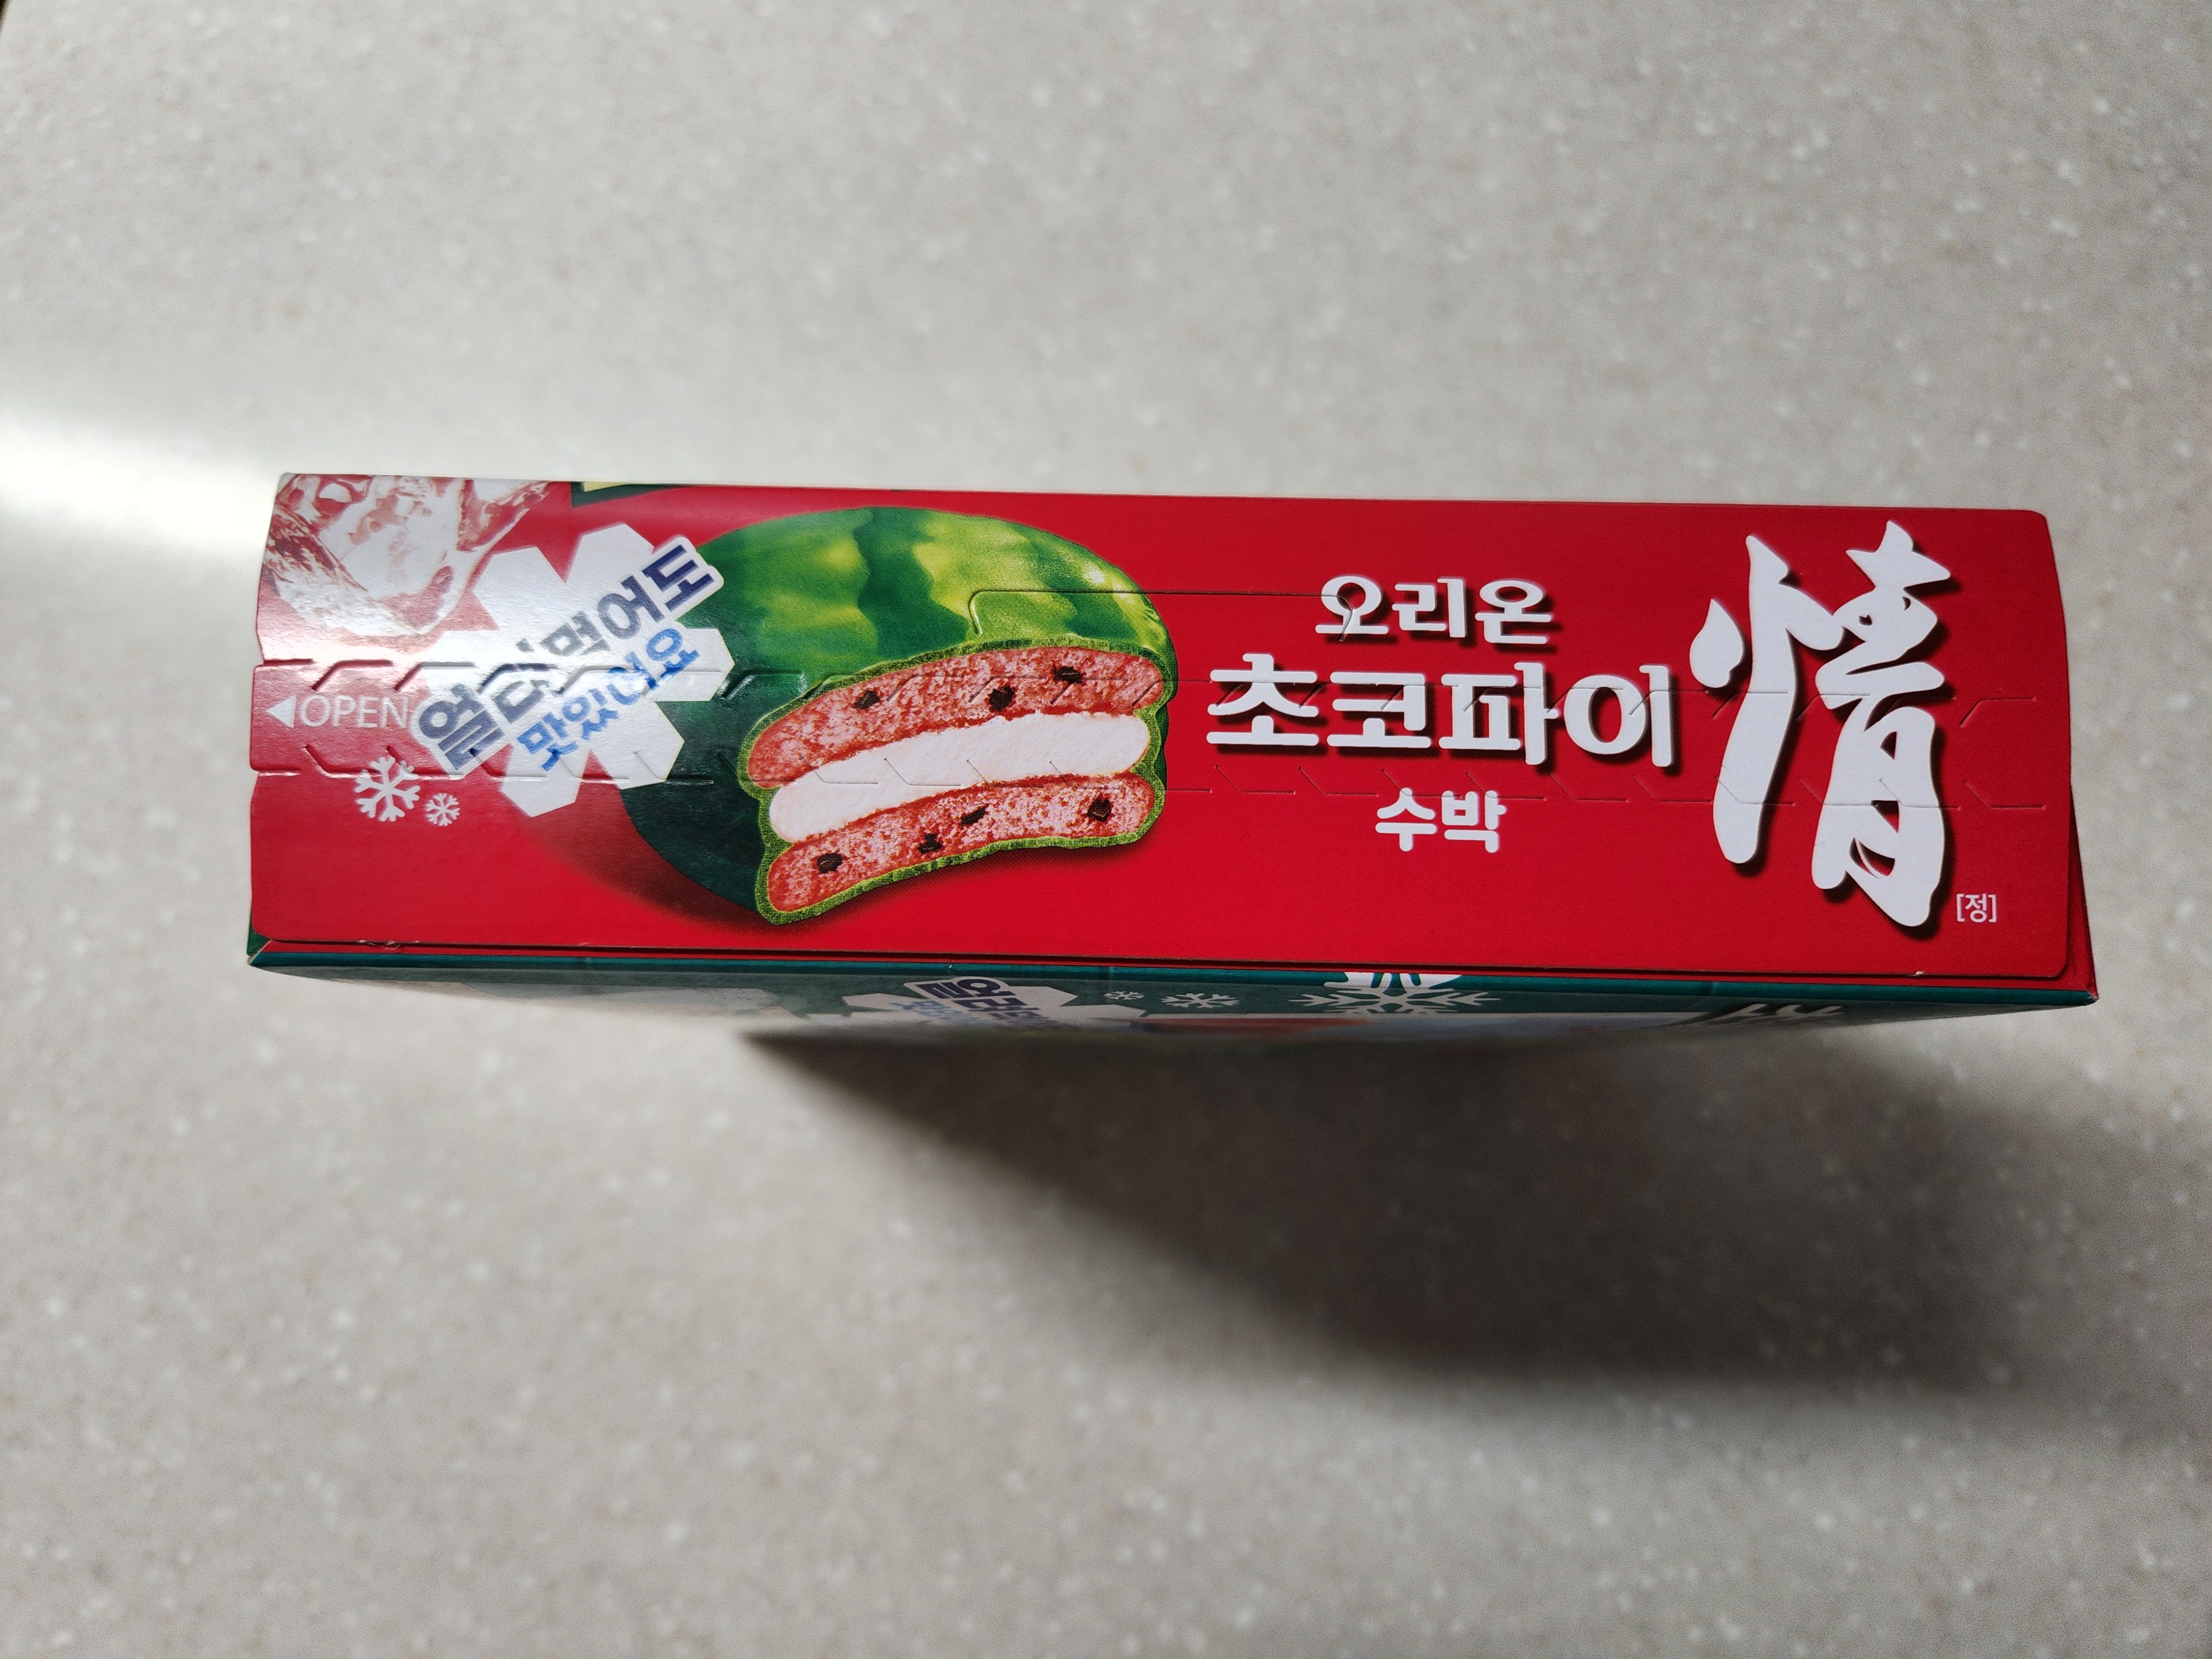 얼려먹어도
맛있어요
OPEN
오리온
초코파이
수박
情
[정]